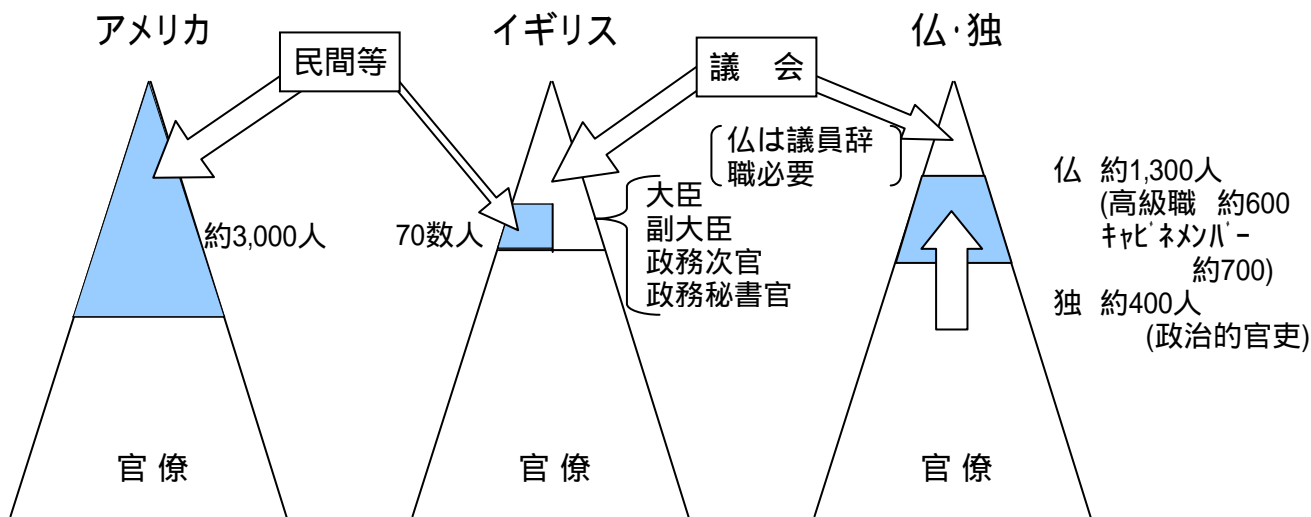 アメリカ
イギリス
仏・独
民間等
議　会
仏は議員辞
職必要
約3,000人
70数人
大臣
副大臣
政務次官
政務秘書官
仏 約1,300人
(高級職 約600
ｷｬﾋﾞﾈﾒﾝﾊﾞｰ
約700)
独 約400人
(政治的官吏)
官 僚
官 僚
官 僚